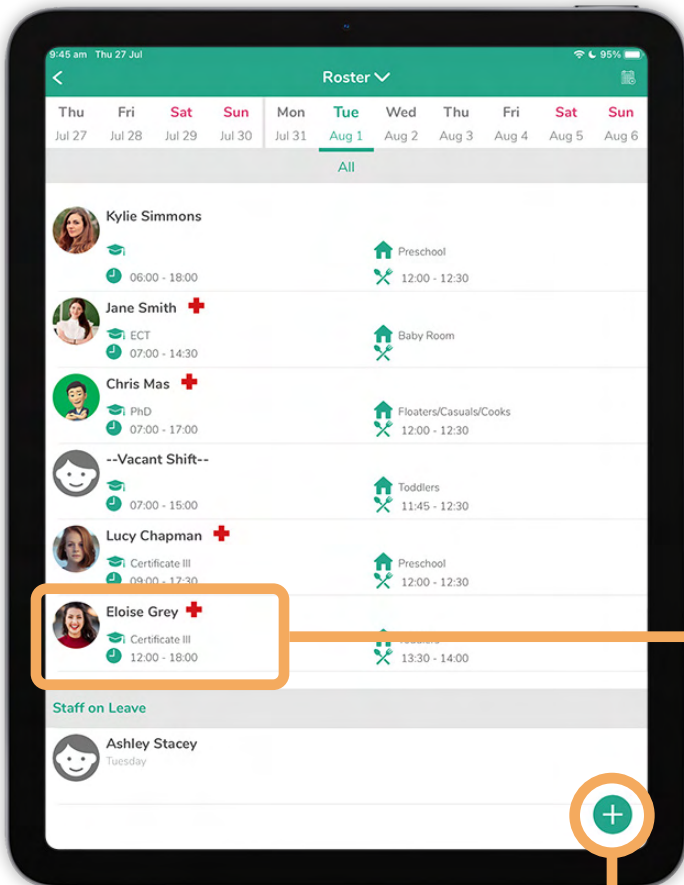 9:45 am Thu 27 Jul 95%
Roster
Thu Fri Sat Sun Mon Tue Wed Thu Fri Sat Sun
Jul 27 Jul 28 Jul 29 Jul 30 Jul 31 Aug 1 Aug 2 Aug 3 Aug 4 Aug 5 Aug 6
All
Kylie Simmons
Preschool
06:00 - 18:00 12:00 - 12:30
Jane Smith
ECT Baby Room
07:00 - 14:30
Chris Mas
PhD Floaters/Casuals/Cooks
07:00 - 17:00 12:00 - 12:30
--Vacant Shift--
Toddlers
07:00 - 15:00 11:45 - 12:30
Lucy Chapman
Certificate III Preschool
09:00 - 17:30 12:00 - 12:30
Eloise Grey
Certificate III
12:00 - 18:00 13:30 - 14:00
Staff on Leave
Ashley Stacey
Tuesday